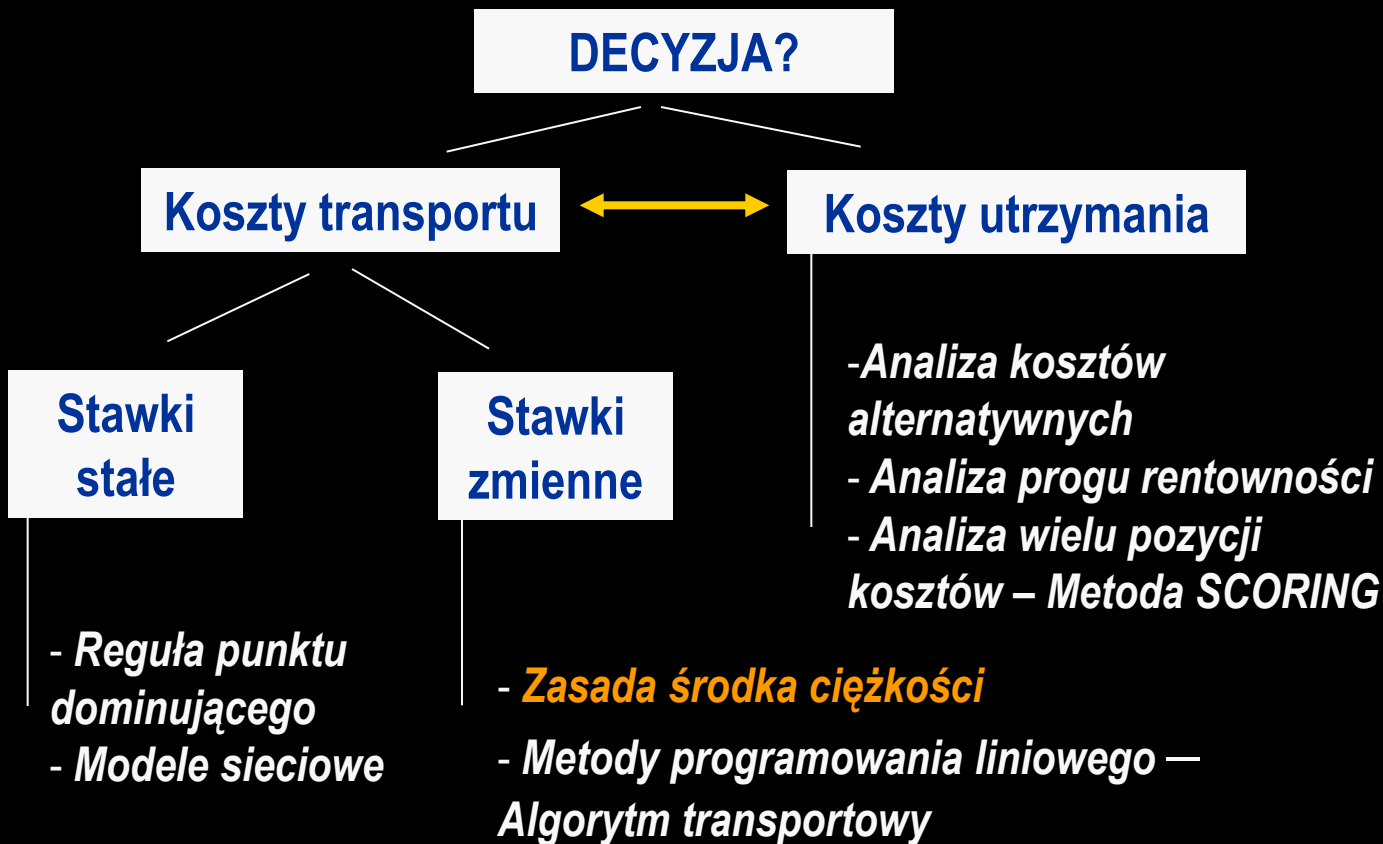 DECYZJA?
Koszty transportu
Koszty utrzymania
Stawki
stałe
Stawki
zmienne
-Analiza kosztów
alternatywnych
- Analiza progu rentowności
- Analiza wielu pozycji
kosztów – Metoda SCORING
- Reguła punktu
dominującego
- Modele sieciowe
- Zasada środka ciężkości
- Metody programowania liniowego —
Algorytm transportowy